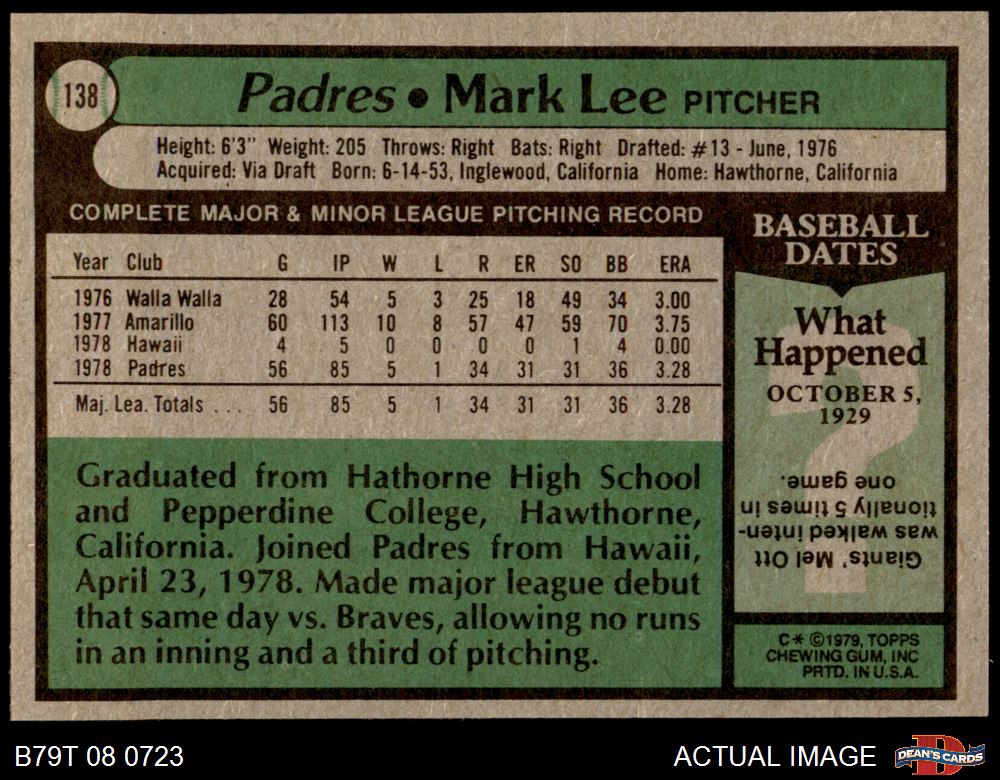 138
Padres • Mark Lee PITCHER
Height: 6'3" Weight: 205 Throws: Right Bats: Right Drafted: #13 - June, 1976
Acquired: Via Draft Born: 6-14-53, Inglewood, California Home: Hawthorne, California
COMPLETE MAJOR & MINOR LEAGUE PITCHING RECORD
Year Club G IP W L R ER SO BB ERA
1976 Walla Walla 28 54 5 3 25 18 49 34 3.00
1977 Amarillo 60 113 10 8 57 47 59 70 3.75
1978 Hawaii 4 5 0 0 0 0 1 4 0.00
1978 Padres 56 85 5 1 34 31 31 36 3.28
Maj. Lea. Totals ... 56 85 5 1 34 31 31 36 3.28
Graduated from Hathorne High School
and Pepperdine College, Hawthorne,
California. Joined Padres from Hawaii,
April 23, 1978. Made major league debut
that same day vs. Braves, allowing no runs
in an inning and a third of pitching.
BASEBALL
DATES
What
Happened
OCTOBER 5,
1929
?
Giants' Mel Ott
was walked inten-
tionally 5 times in
one game.
C* ©1979, TOPPS
CHEWING GUM, INC
PRTD. IN U.S.A.
B79T 08 0723
ACTUAL IMAGE
D
DEAN'S CARDS